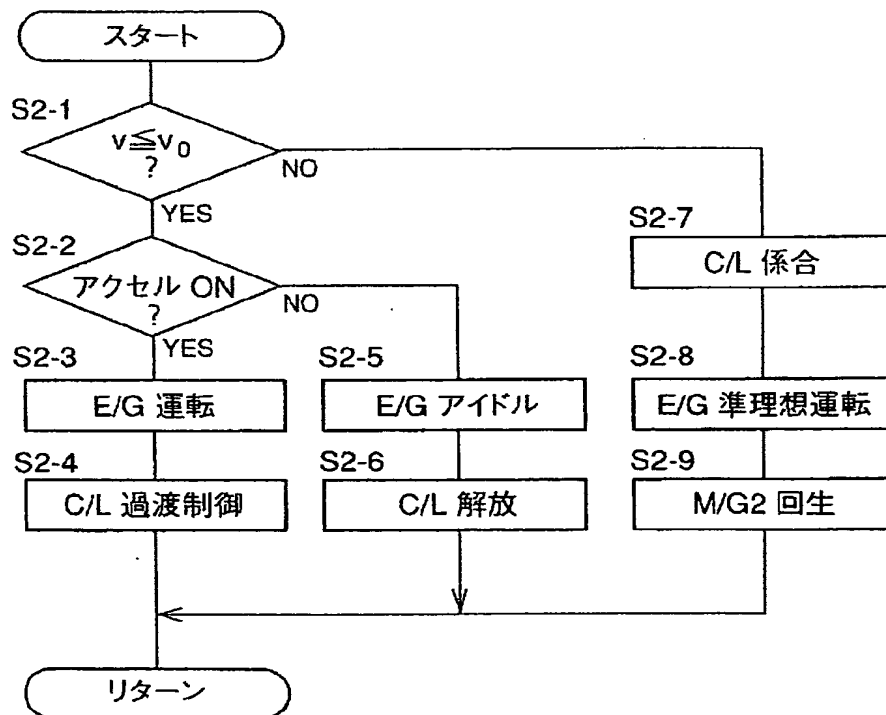 スタート
S2-1
v≦v0
?
NO
YES
S2-7
S2-2
C/L 係合
アクセル ON
?
NO
YES
S2-3
S2-5
S2-8
E/G 運転
E/G アイドル
E/G 準理想運転
S2-4
S2-6
S2-9
C/L 過渡制御
C/L 解放
M/G2 回生
リターン